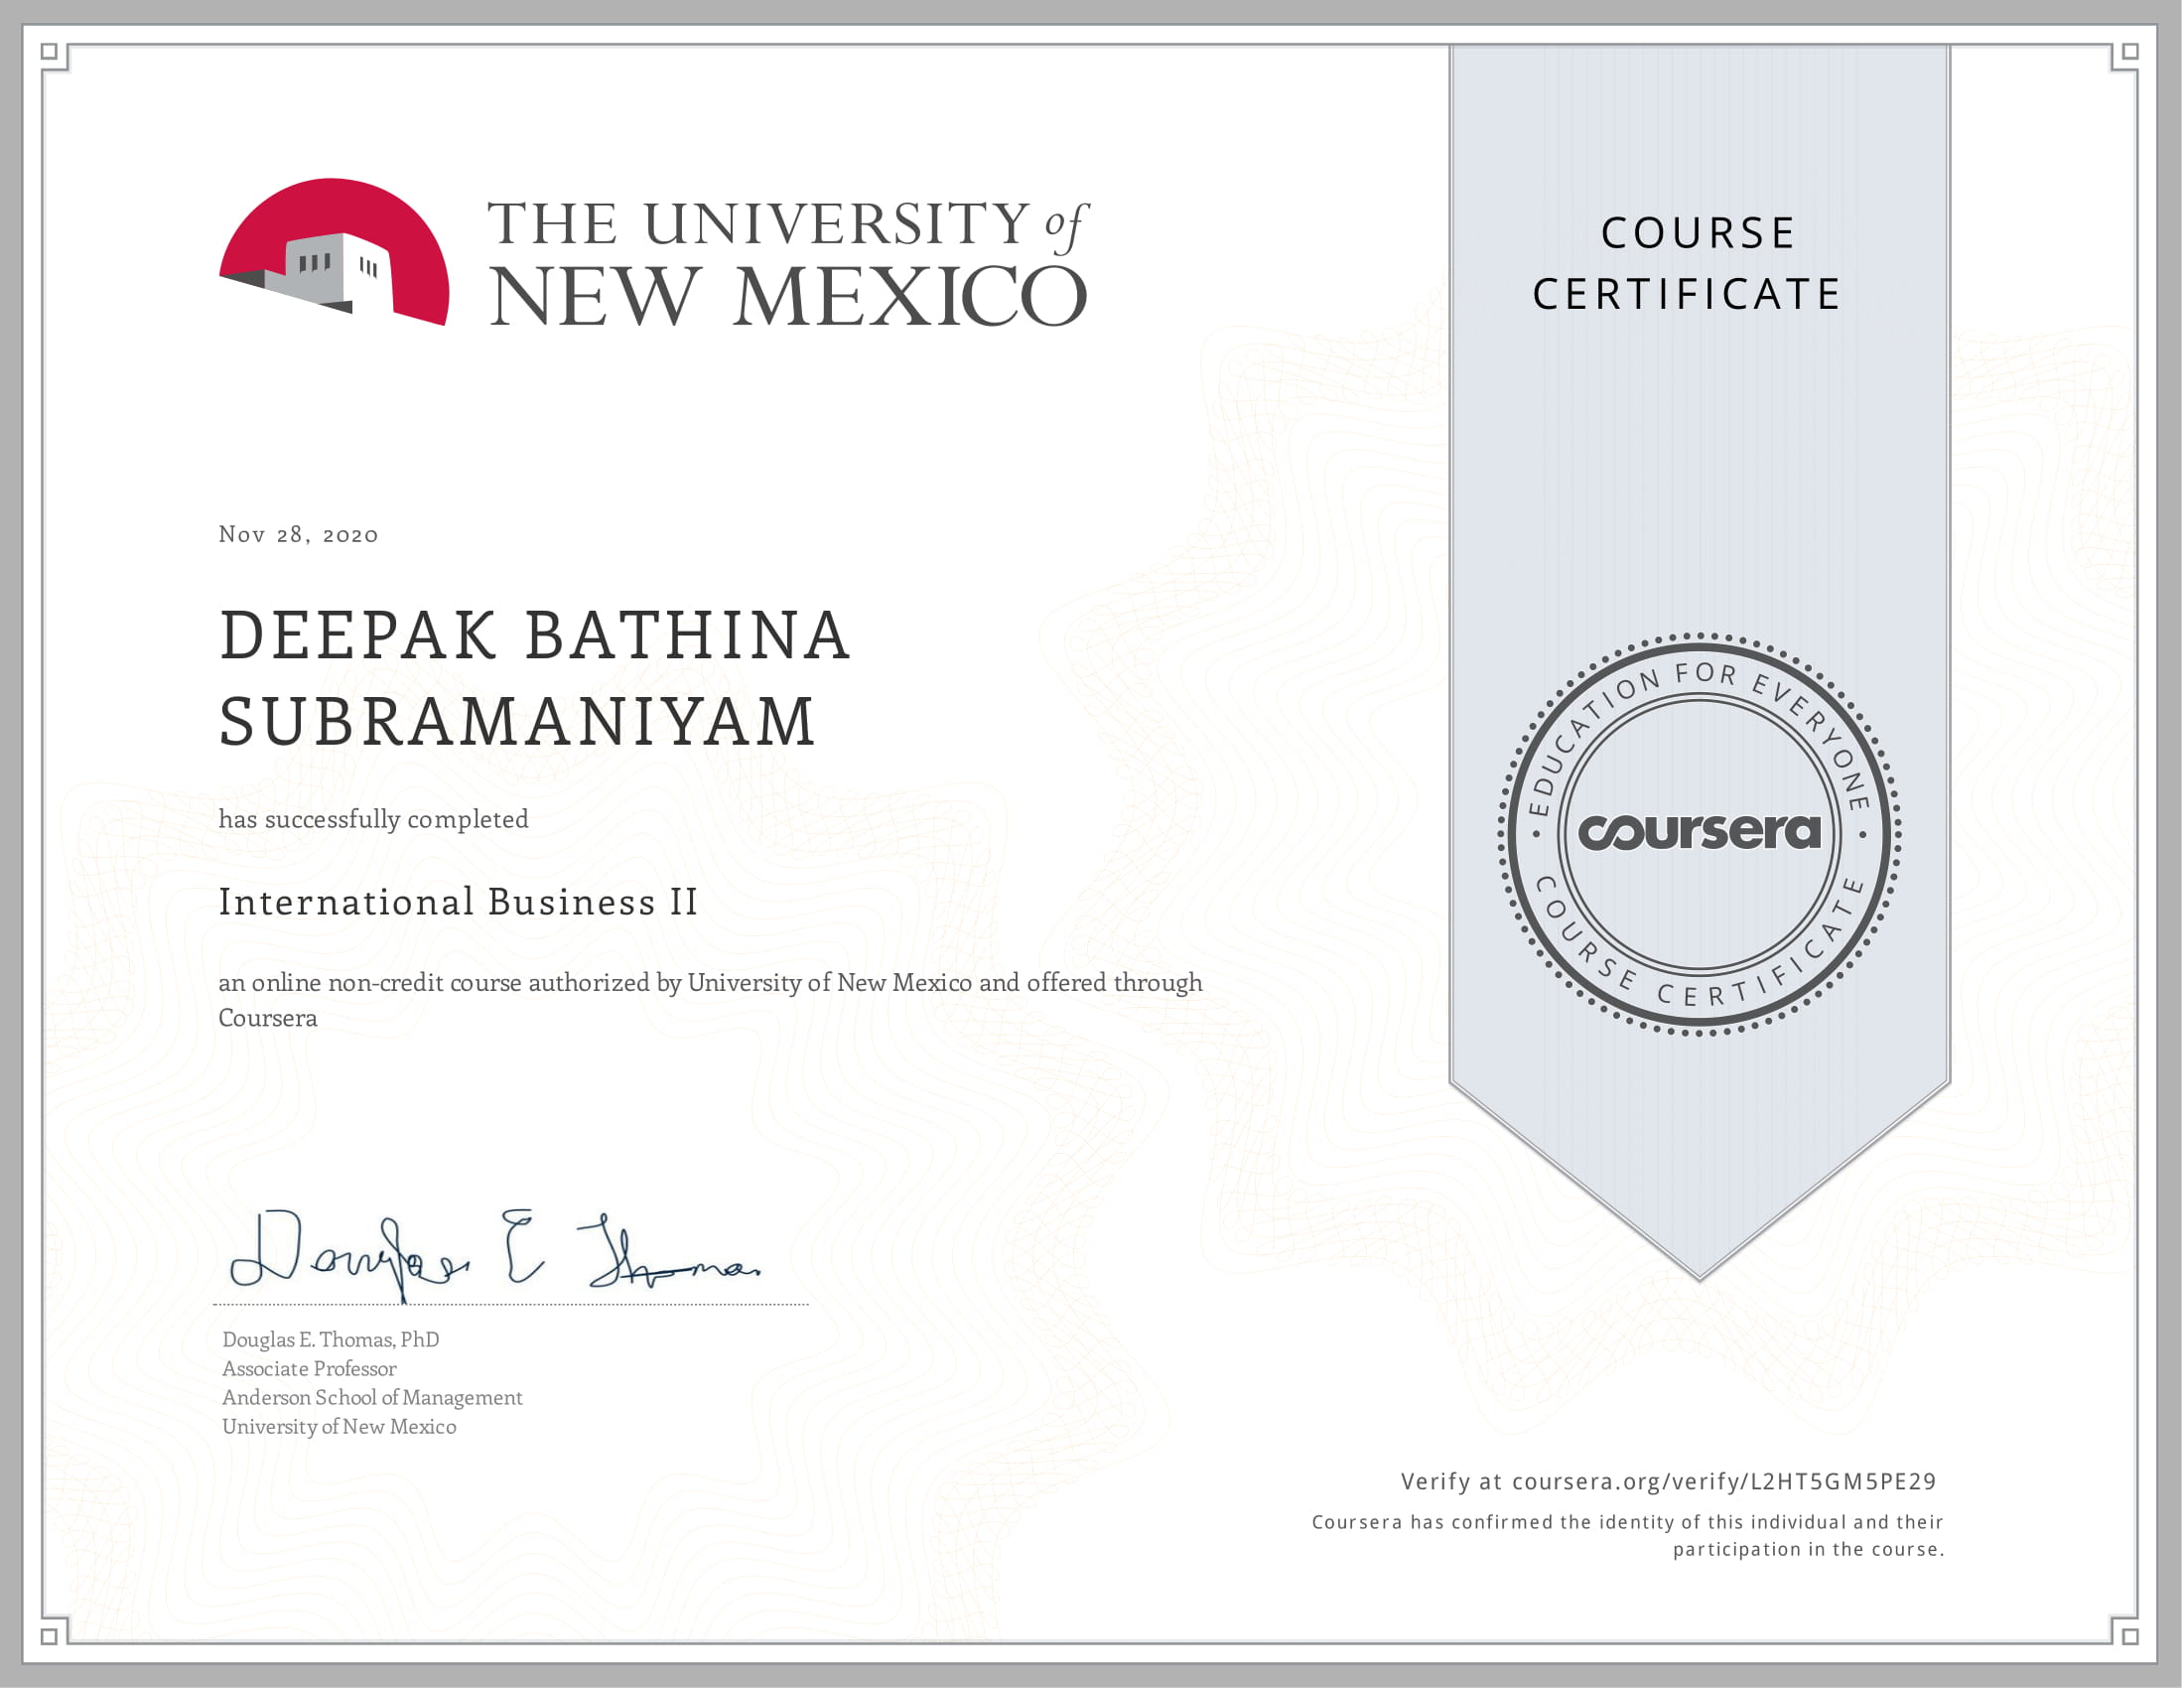 THE UNIVERSITY of
NEW MEXICO
COURSE
CERTIFICATE
Nov 28, 2020
DEEPAK BATHINA
SUBRAMANIYAM
has successfully completed
International Business II
an online non-credit course authorized by University of New Mexico and offered through
Coursera
EDUCATION FOR EVERYONE
coursera
COURSE CERTIFICATE
Douglas E Thomas
Douglas E. Thomas, PhD
Associate Professor
Anderson School of Management
University of New Mexico
Verify at coursera.org/verify/L2HT5GM5PE29
Coursera has confirmed the identity of this individual and their
participation in the course.